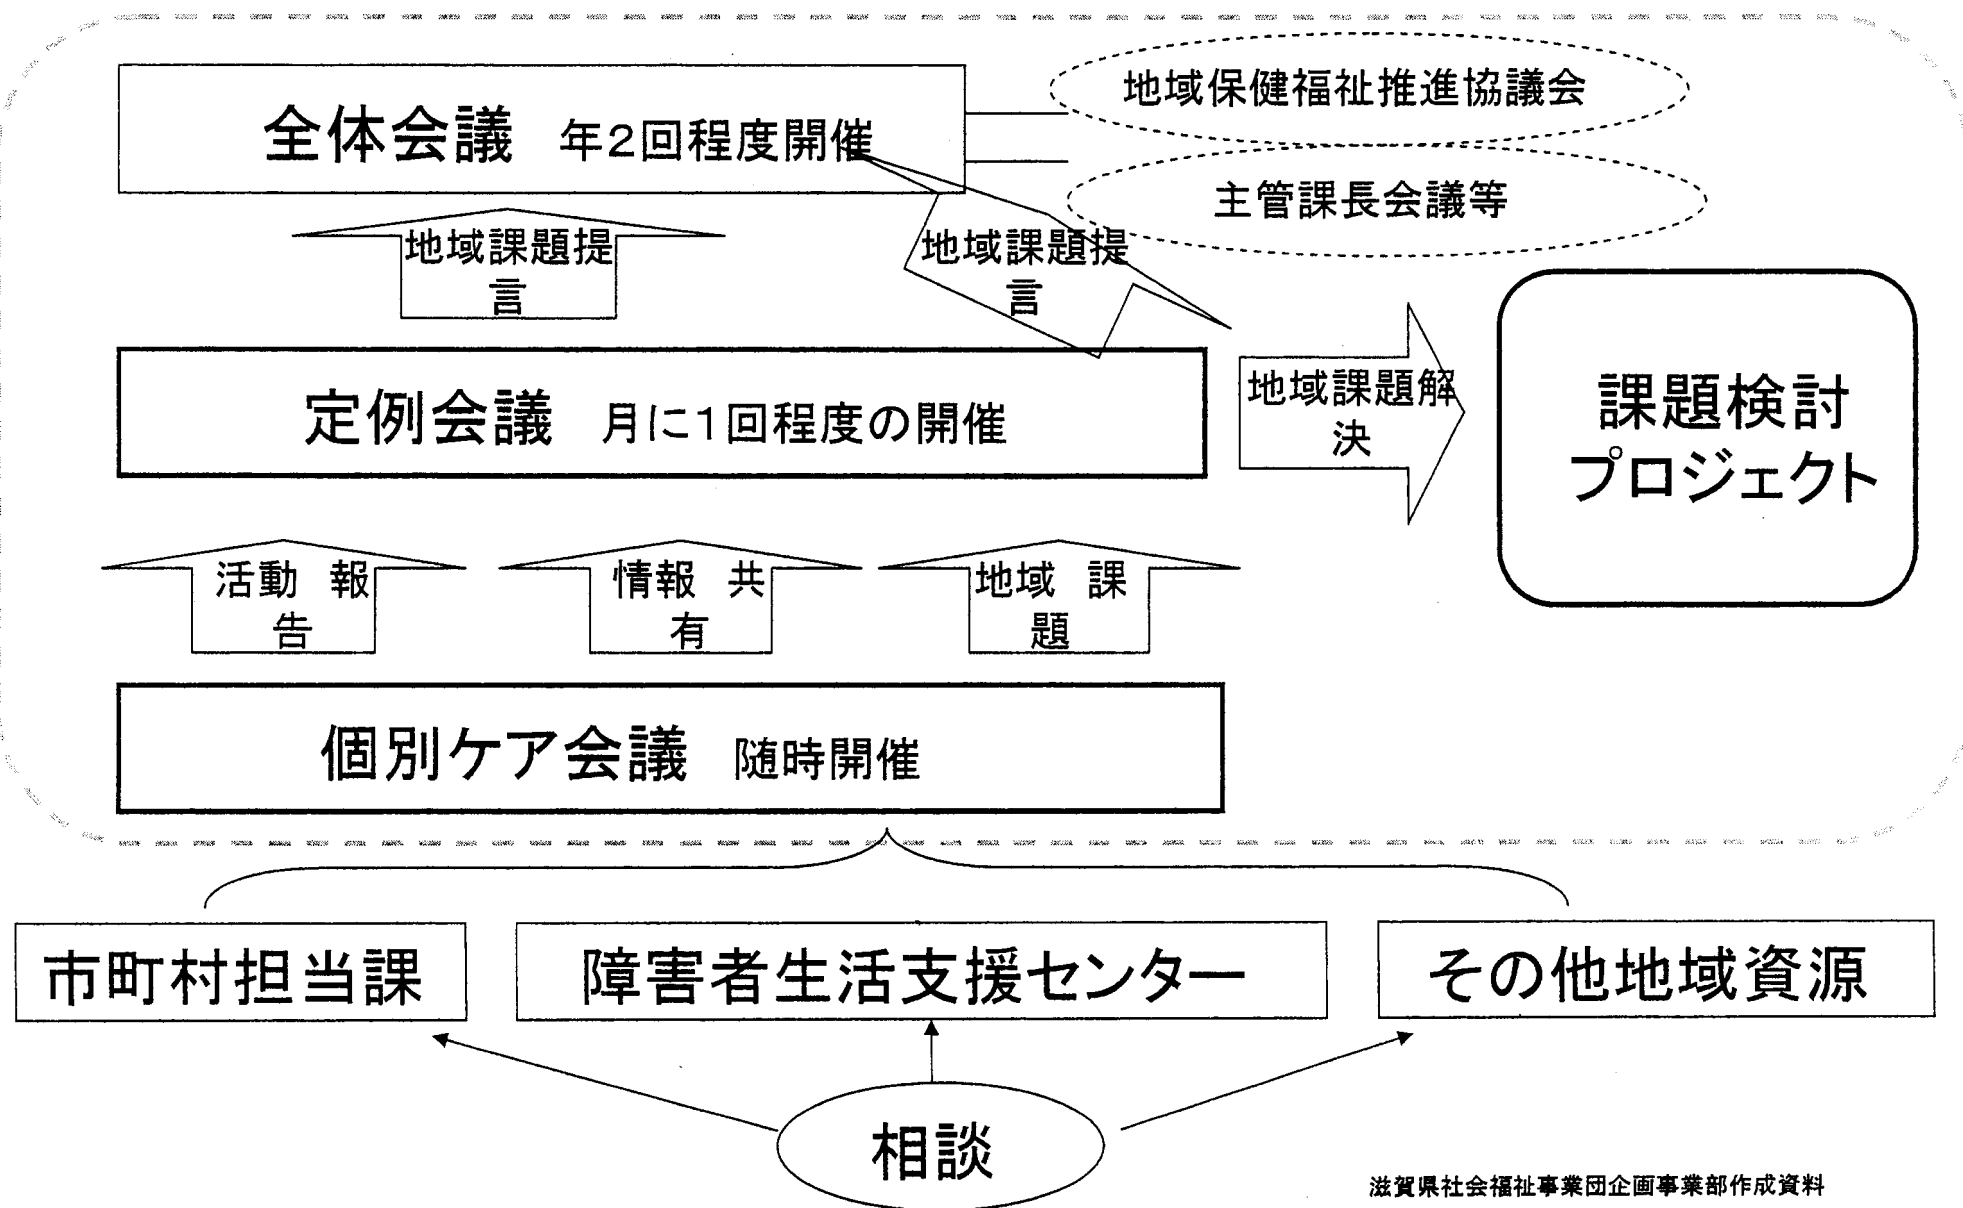 全体会議 年2回程度開催
地域保健福祉推進協議会
主管課長会議等
地域課題提
言
地域課題提
言
定例会議 月に1回程度の開催
地域課題解
決
課題検討
プロジェクト
活動 報
告
情報 共
有
地域 課
題
個別ケア会議 随時開催
市町村担当課
障害者生活支援センター
その他地域資源
相談
滋賀県社会福祉事業団企画事業部作成資料